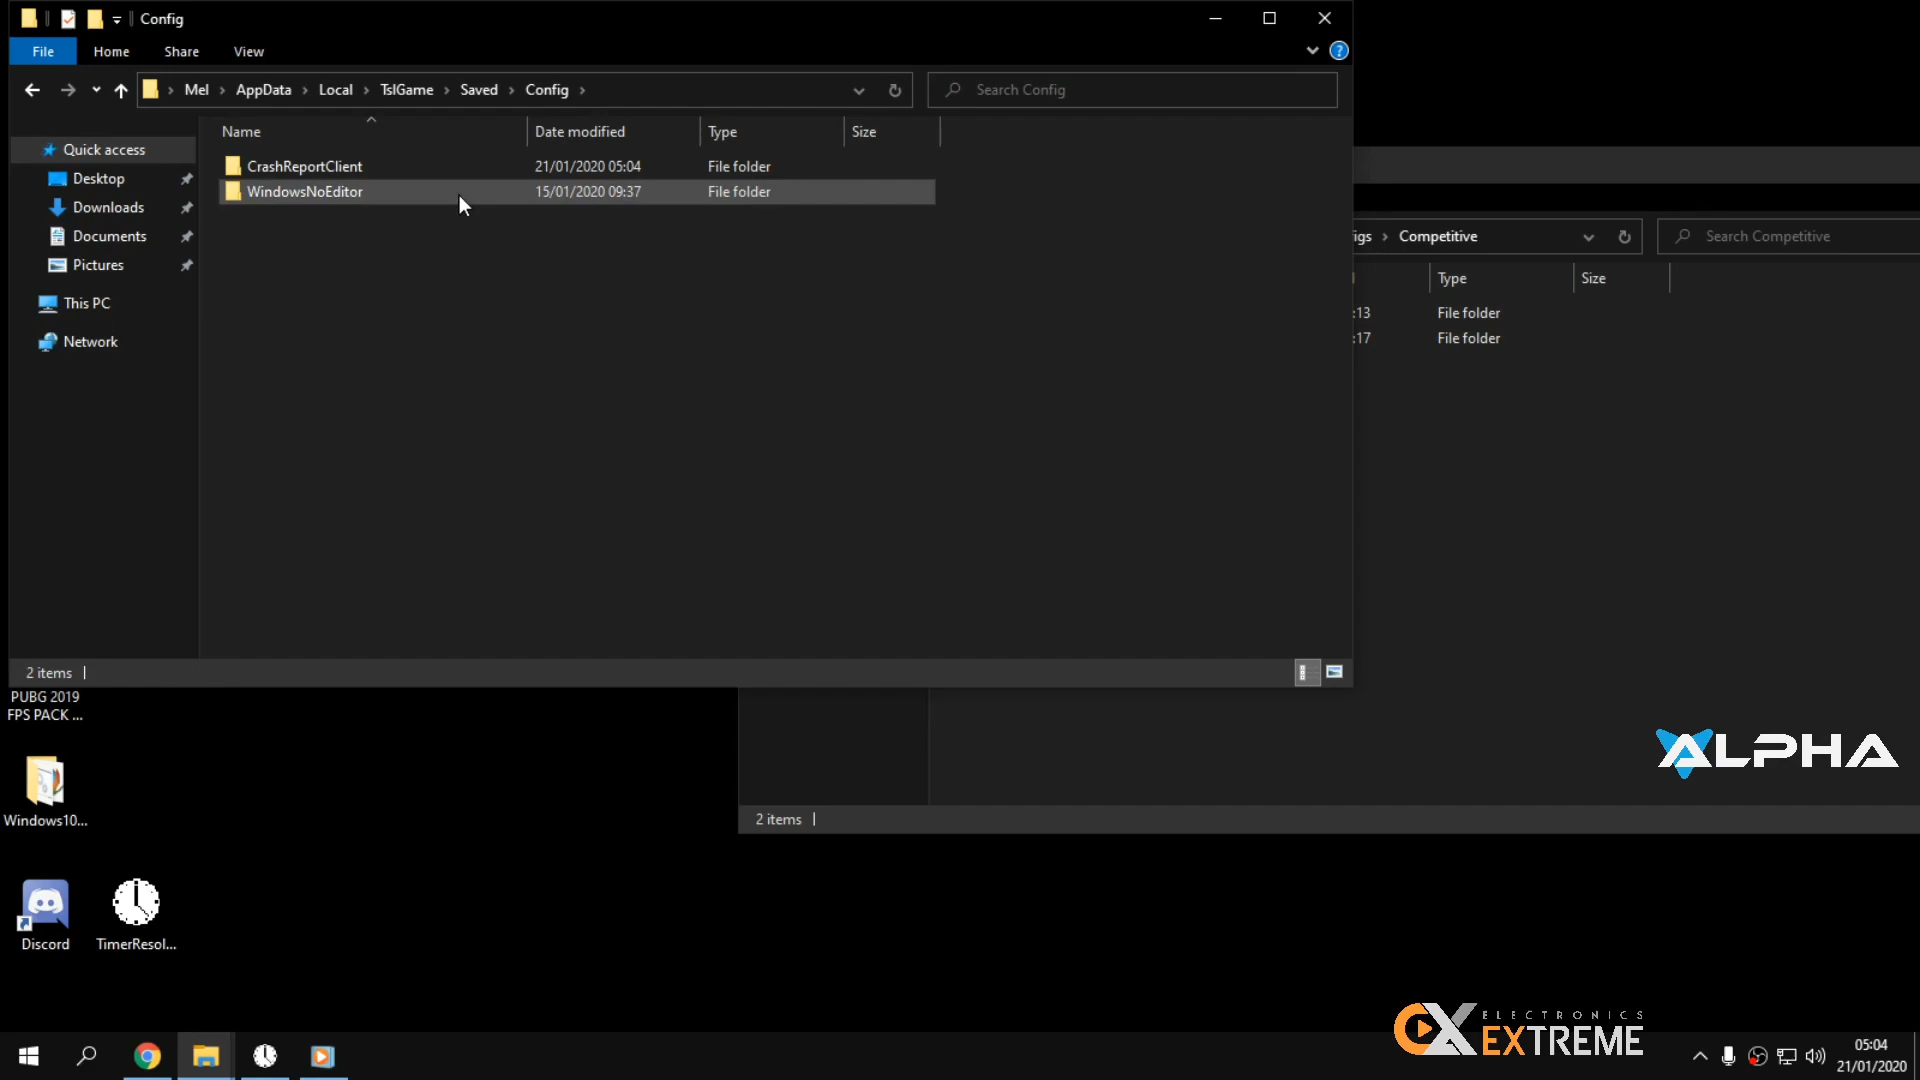 Config
File Home Share View
Mel AppData Local TslGame Saved Config
Search Config
Name Date modified Type Size
Quick access
CrashReportClient 21/01/2020 05:04 File folder
WindowsNoEditor 15/01/2020 09:37 File folder
Desktop
Downloads
Documents
Pictures
This PC
Network
2 items
igs Competitive
Search Competitive
Type Size
:13 File folder
:17 File folder
2 items
PUBG 2019
FPS PACK ...
Windows10...
Discord
TimerResol...
ALPHA
ELECTRONICS
EXTREME
05:04
21/01/2020